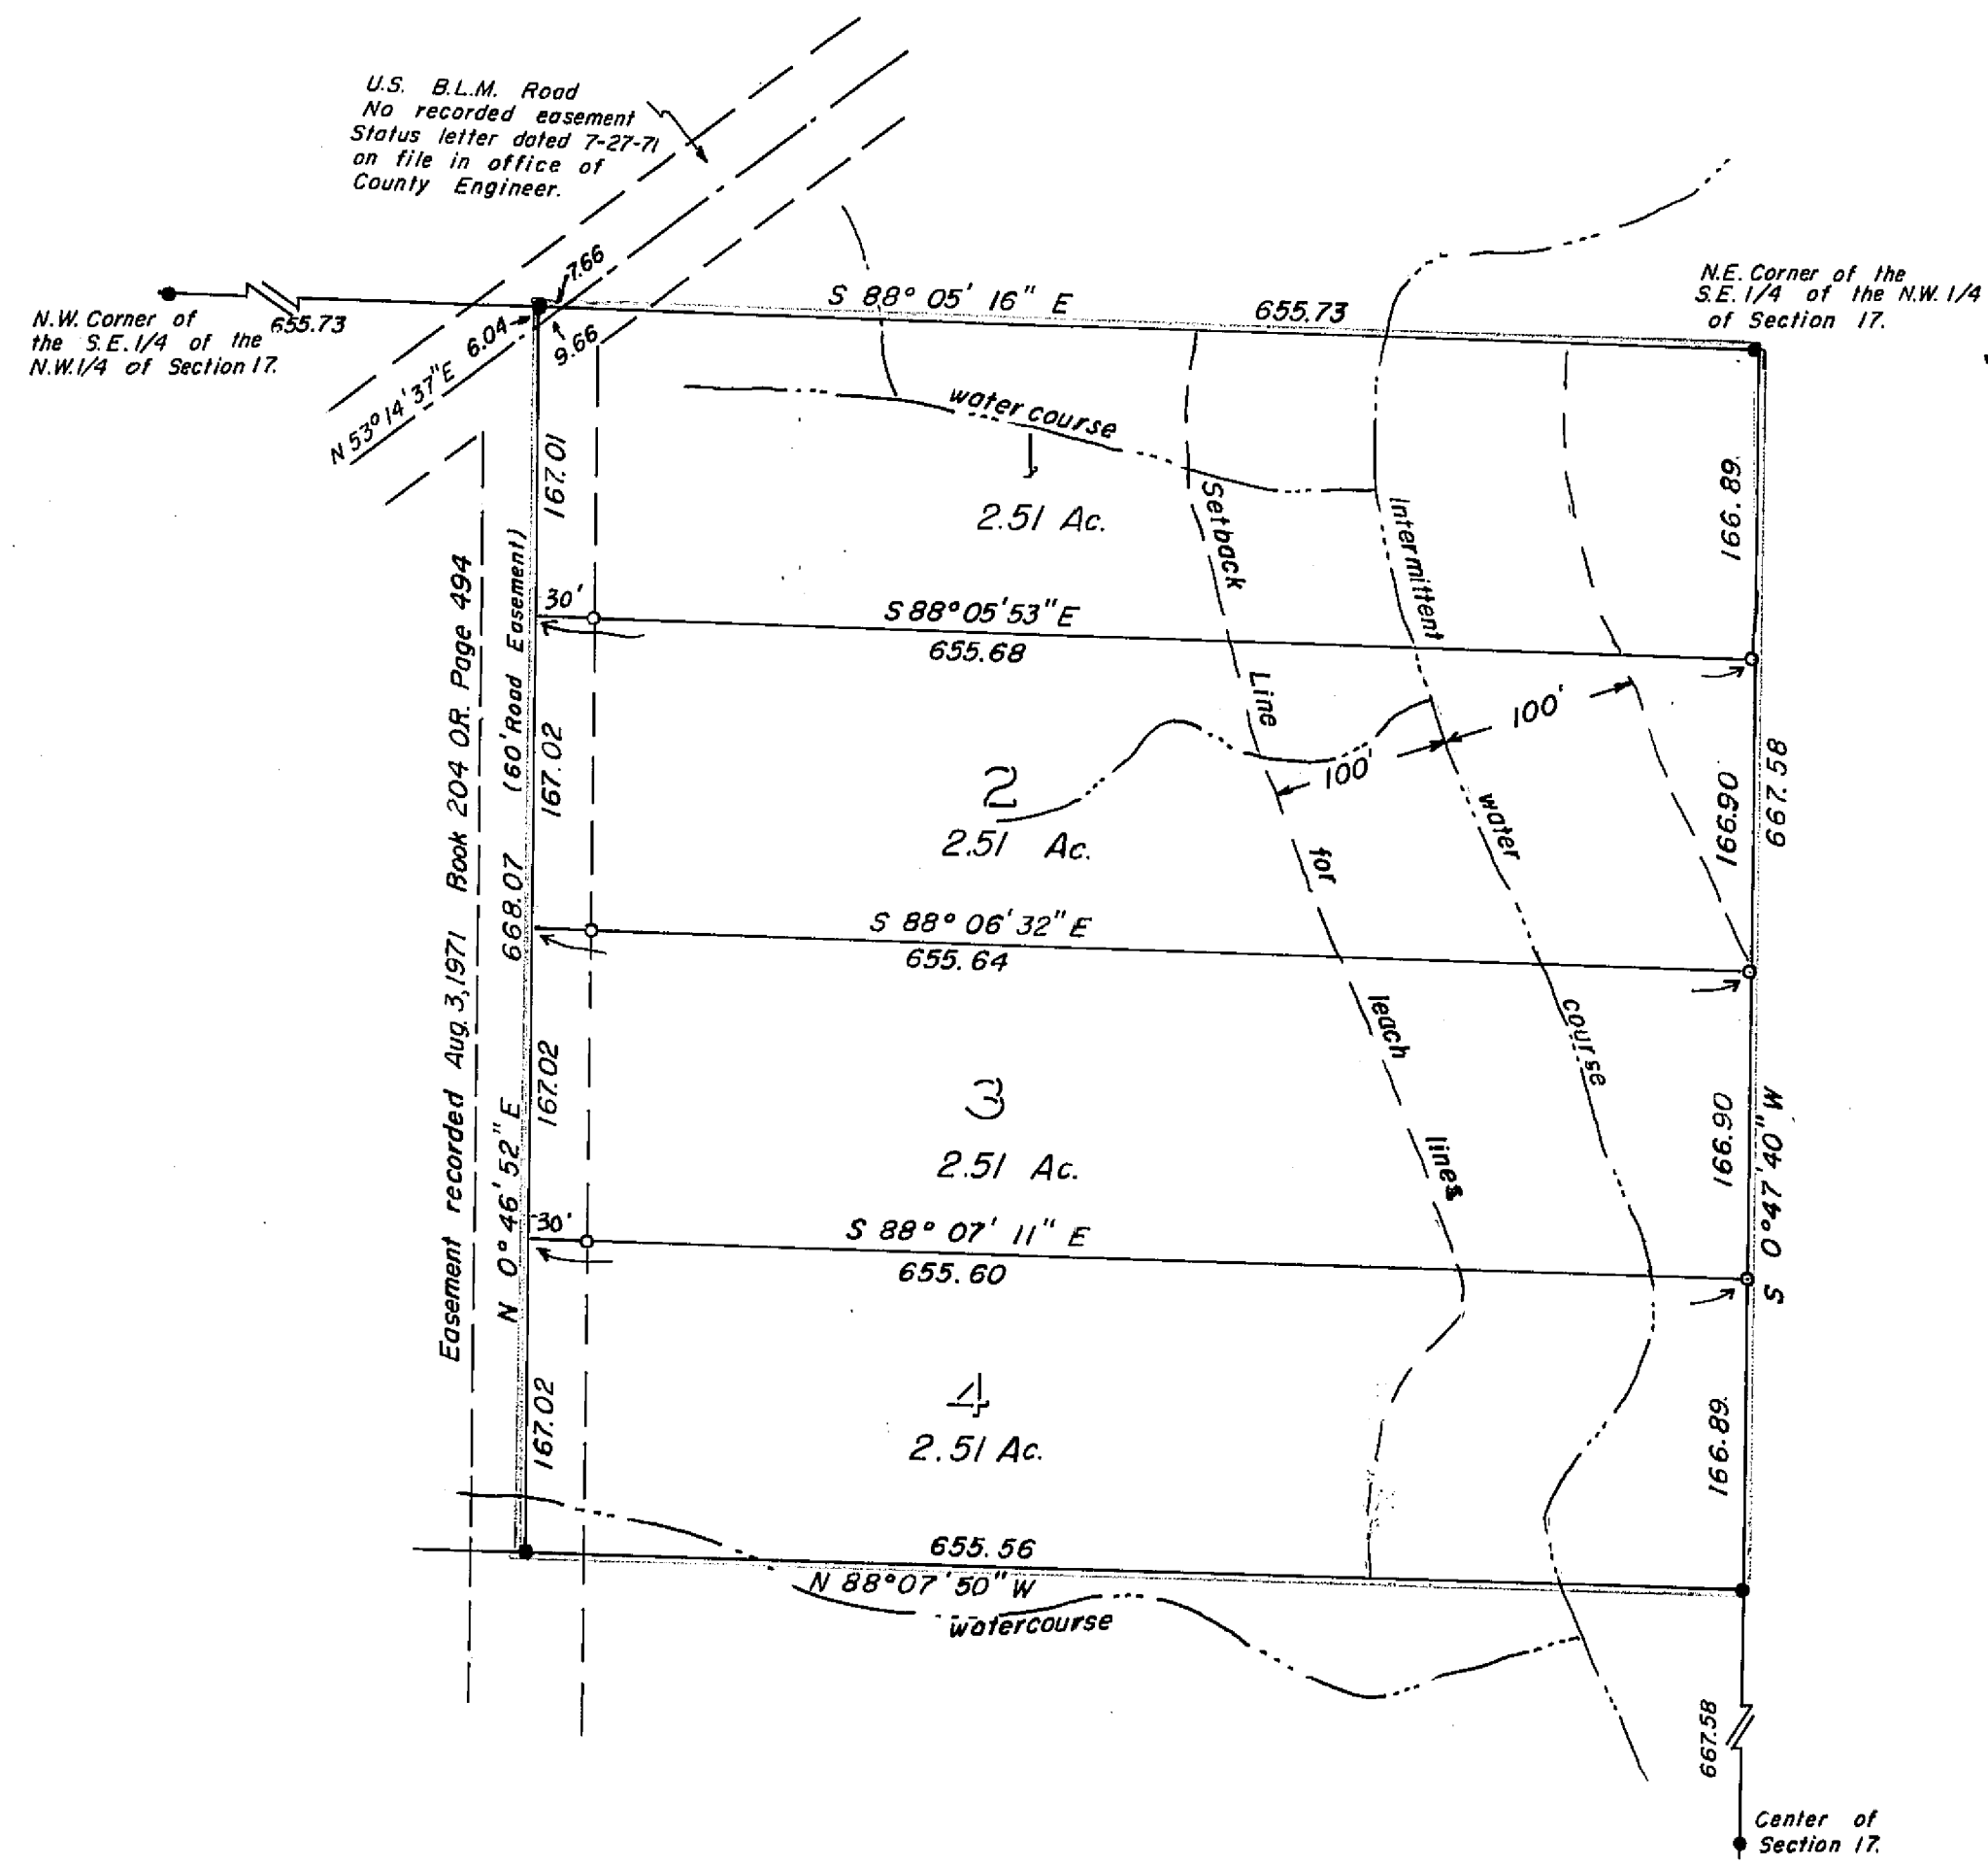 U.S. B.L.M. Road
No recorded easement
Status letter dated 7-27-71
on file in office of
County Engineer.
N.W. Corner of
the S.E. 1/4 of the
N.W. 1/4 of Section 17.
655.73
7.66
6.04
9.66
N 53° 14' 37" E
S 88° 05' 16" E
655.73
N.E. Corner of the
S.E. 1/4 of the N.W. 1/4
of Section 17.
water course
1
2.51 Ac.
167.01
166.89
30'
S 88° 05' 53" E
655.68
Setback
Line
for
leach
lines
Intermittent
water
course
100'
100'
2
2.51 Ac.
167.02
166.90
667.58
S 0° 47' 40" W
S 88° 06' 32" E
655.64
3
2.51 Ac.
167.02
166.90
30'
S 88° 07' 11" E
655.60
4
2.51 Ac.
167.02
166.89
655.56
N 88° 07' 50" W
watercourse
Easement recorded Aug. 3, 1971 Book 204 O.R. Page 494
N 0° 46' 52" E 668.07 (60' Road Easement)
667.58
Center of
Section 17.